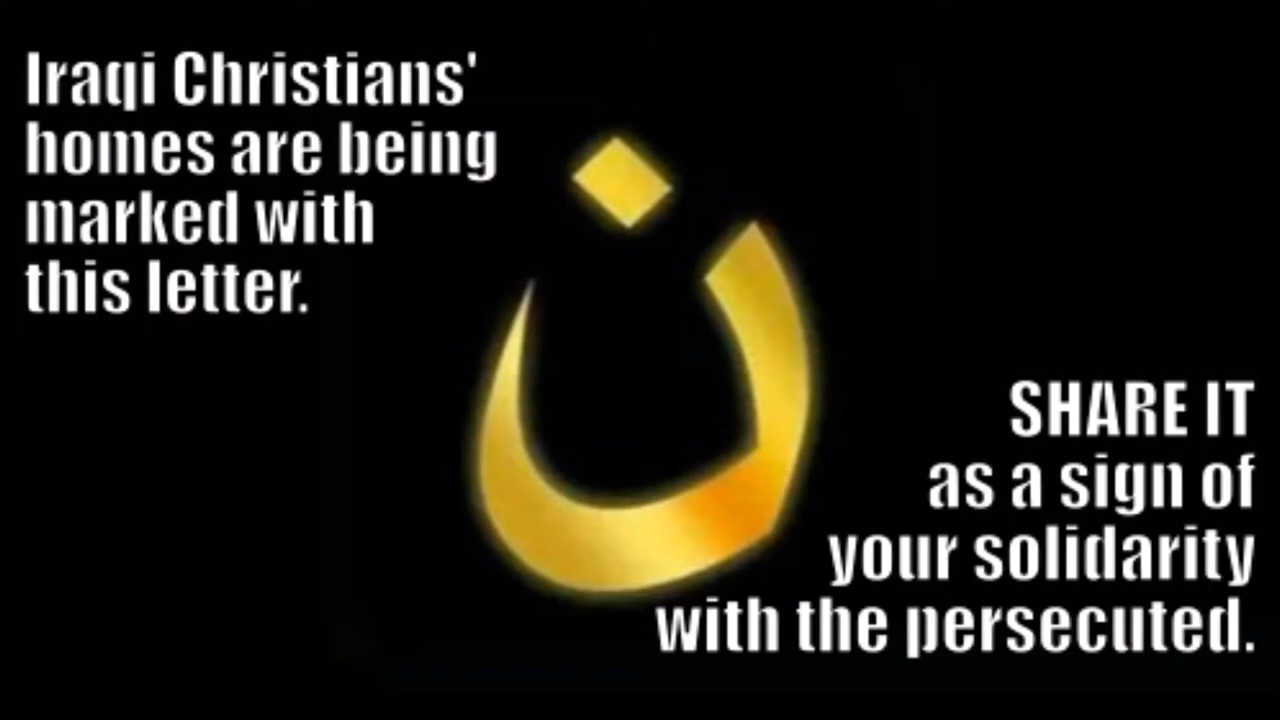 Iraqi Christians'
homes are being
marked with
this letter.
ن
SHARE IT
as a sign of
your solidarity
with the persecuted.